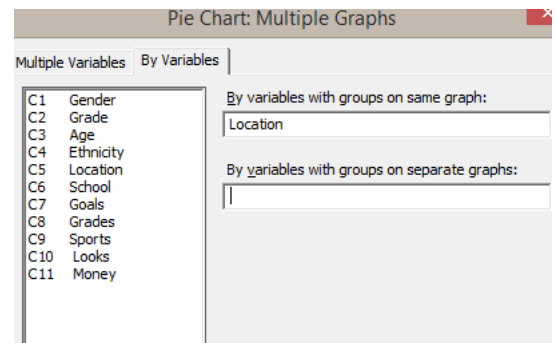 Pie Chart: Multiple Graphs
Multiple Variables By Variables
C1 Gender
C2 Grade
C3 Age
C4 Ethnicity
C5 Location
C6 School
C7 Goals
C8 Grades
C9 Sports
C10 Looks
C11 Money
By variables with groups on same graph:
Location
By variables with groups on separate graphs: